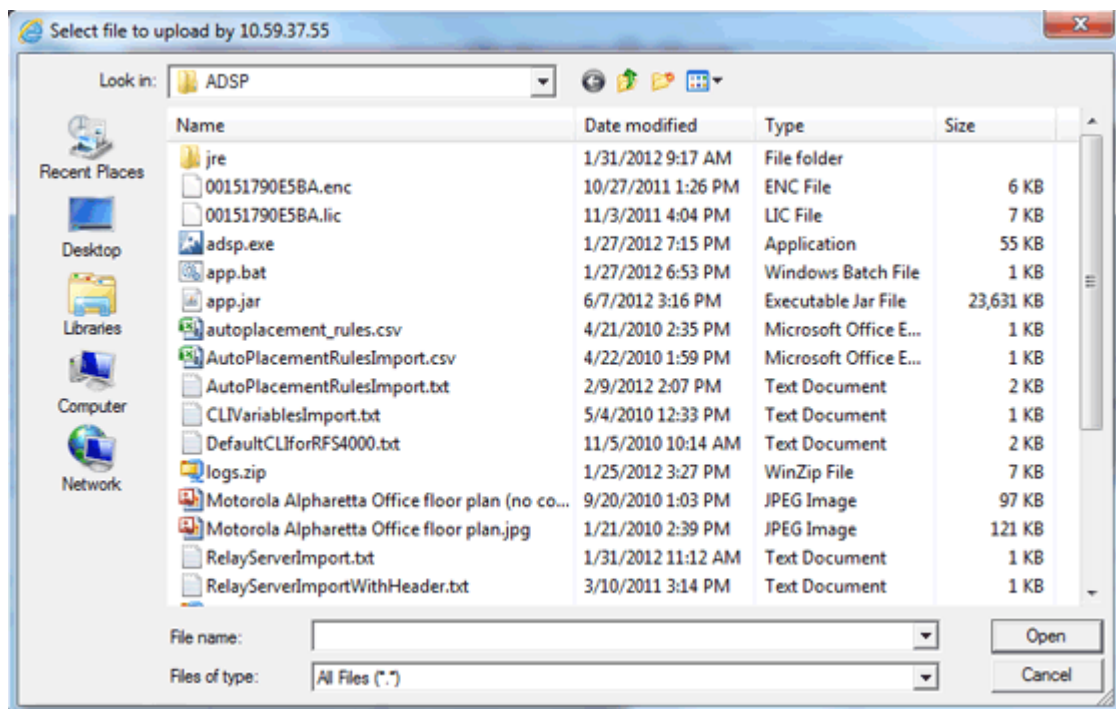 Select file to upload by 10.59.37.55
Look in: ADSP
Name Date modified Type Size
jre 1/31/2012 9:17 AM File folder
00151790E5BA.enc 10/27/2011 1:26 PM ENC File 6 KB
00151790E5BA.lic 11/3/2011 4:04 PM LIC File 7 KB
adsp.exe 1/27/2012 7:15 PM Application 55 KB
app.bat 1/27/2012 6:53 PM Windows Batch File 1 KB
app.jar 6/7/2012 3:16 PM Executable Jar File 23,631 KB
autoplacement_rules.csv 4/21/2010 2:35 PM Microsoft Office E... 1 KB
AutoPlacementRulesImport.csv 4/22/2010 1:59 PM Microsoft Office E... 1 KB
AutoPlacementRulesImport.txt 2/9/2012 2:07 PM Text Document 2 KB
CLIVariablesImport.txt 5/4/2010 12:33 PM Text Document 1 KB
DefaultCLIforRFS4000.txt 11/5/2010 10:14 AM Text Document 2 KB
logs.zip 1/25/2012 3:27 PM WinZip File 7 KB
Motorola Alpharetta Office floor plan (no co... 9/20/2010 1:03 PM JPEG Image 97 KB
Motorola Alpharetta Office floor plan.jpg 1/21/2010 2:39 PM JPEG Image 121 KB
RelayServerImport.txt 1/31/2012 11:12 AM Text Document 1 KB
RelayServerImportWithHeader.txt 3/10/2011 3:14 PM Text Document 1 KB
Recent Places
Desktop
Libraries
Computer
Network
File name: Open
Files of type: All Files (*.*) Cancel